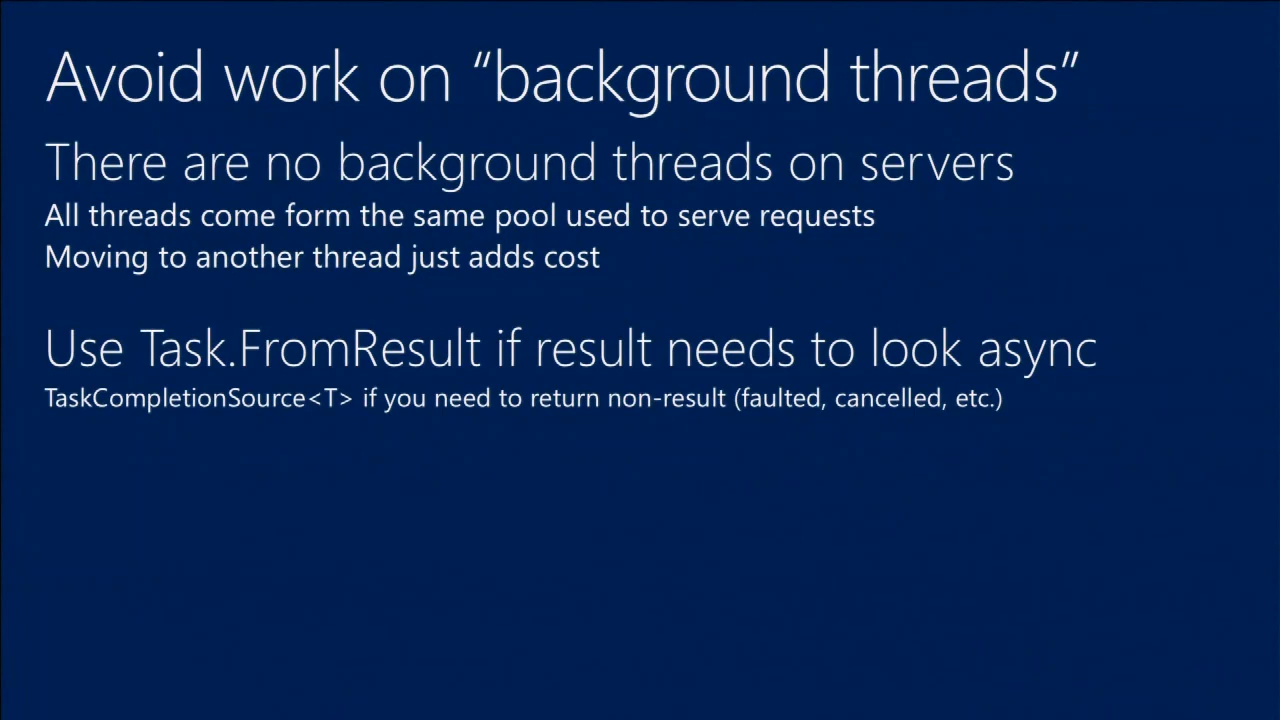 Avoid work on “background threads”
There are no background threads on servers
All threads come form the same pool used to serve requests
Moving to another thread just adds cost
Use Task.FromResult if result needs to look async
TaskCompletionSource<T> if you need to return non-result (faulted, cancelled, etc.)